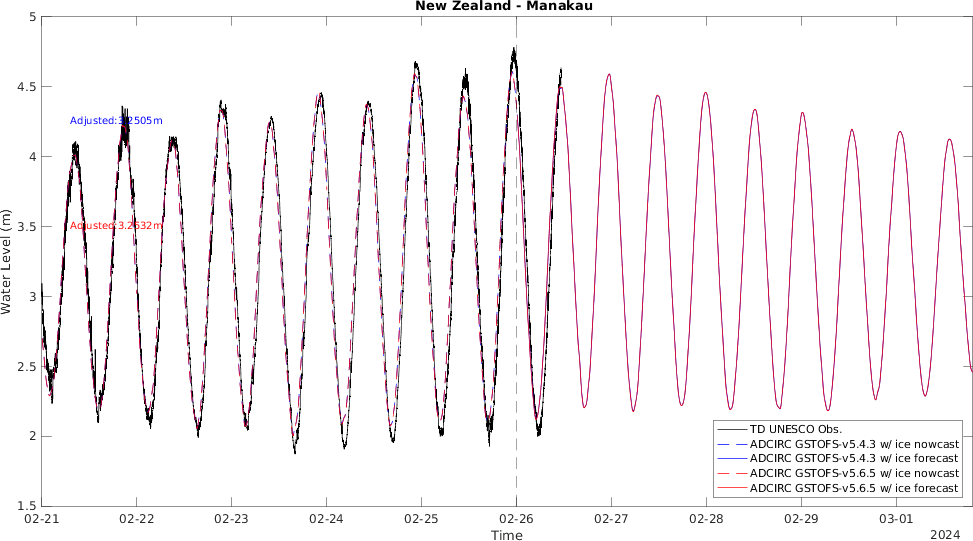 New Zealand - Manakau
5
4.5
4
3.5
3
2.5
2
1.5
Water Level (m)
Adjusted:3.2505m
Adjusted:3.2632m
TD UNESCO Obs.
ADCIRC GSTOFS-v5.4.3 w/ ice nowcast
ADCIRC GSTOFS-v5.4.3 w/ ice forecast
ADCIRC GSTOFS-v5.6.5 w/ ice nowcast
ADCIRC GSTOFS-v5.6.5 w/ ice forecast
02-21 02-22 02-23 02-24 02-25 02-26 02-27 02-28 02-29 03-01
Time
2024